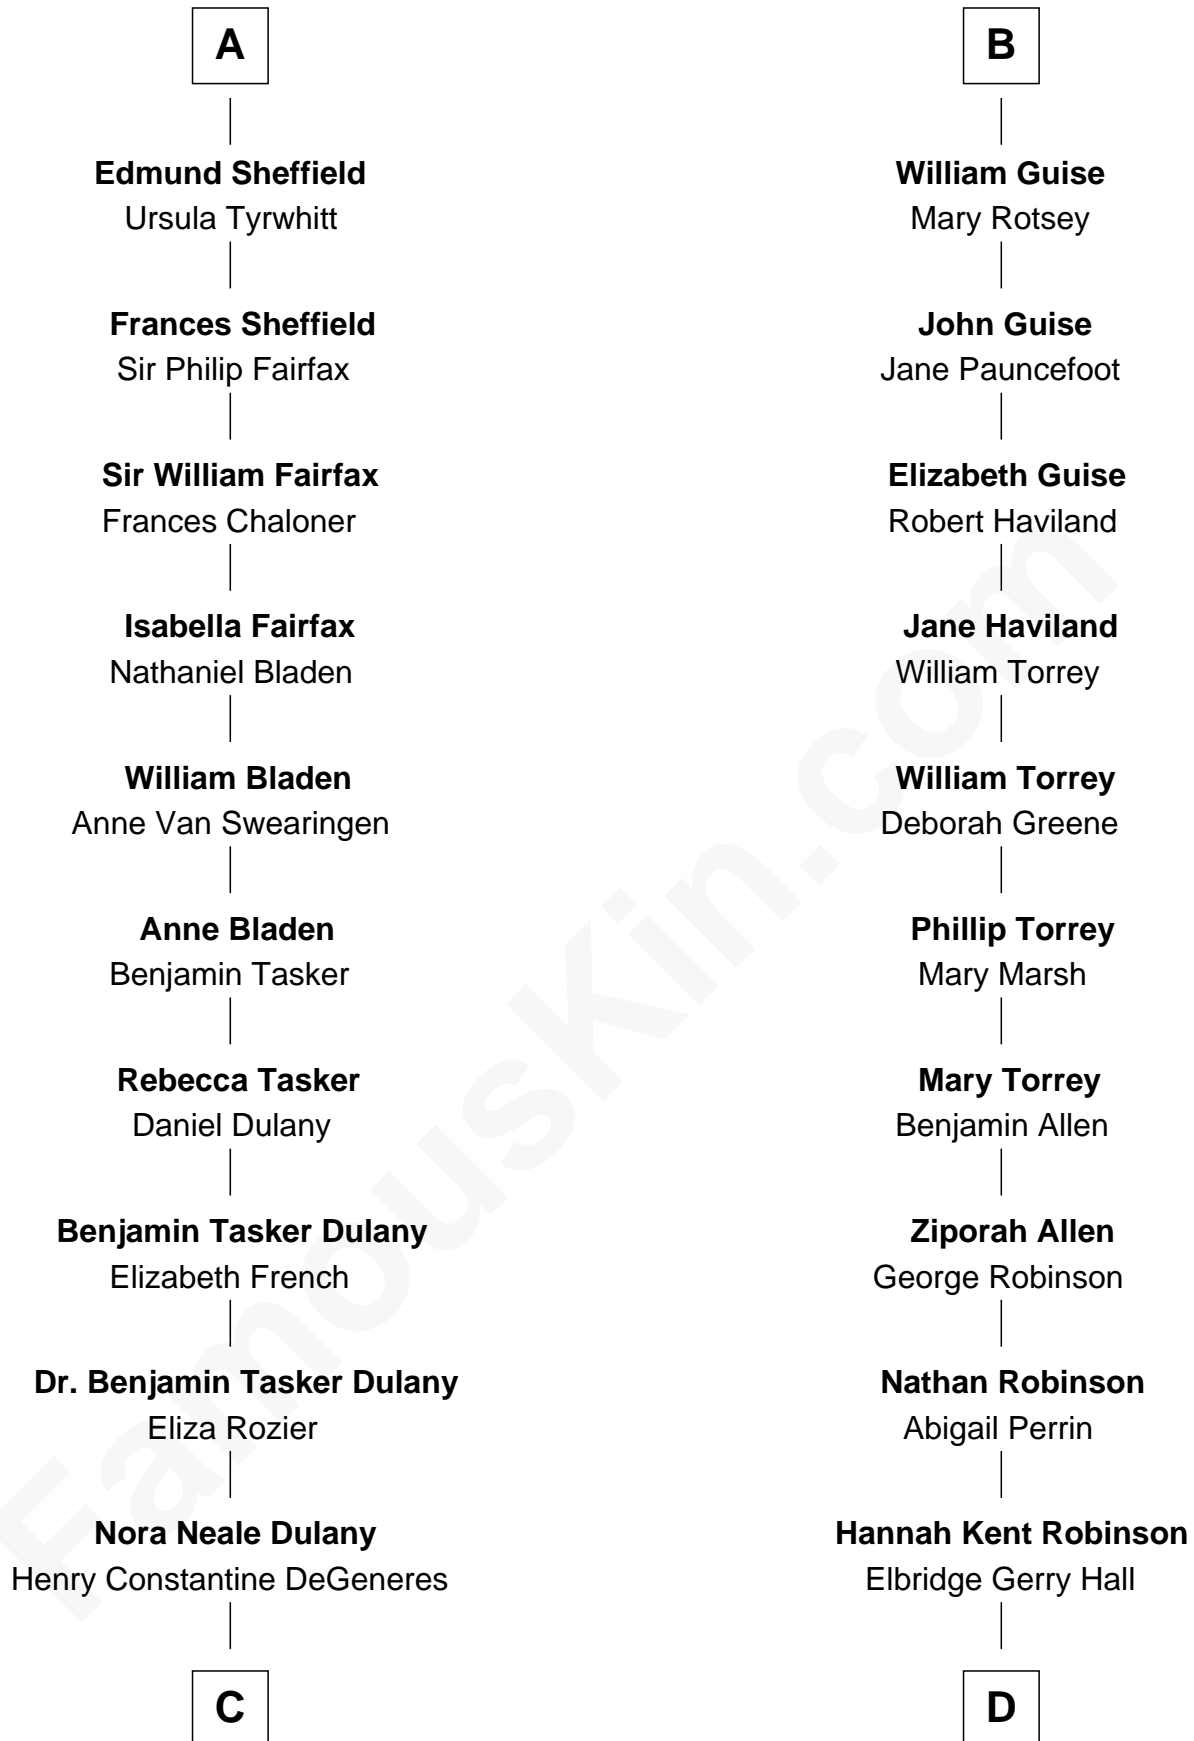 A
Edmund Sheffield
Ursula Tyrwhitt
Frances Sheffield
Sir Philip Fairfax
Sir William Fairfax
Frances Chaloner
Isabella Fairfax
Nathaniel Bladen
William Bladen
Anne Van Swearingen
Anne Bladen
Benjamin Tasker
Rebecca Tasker
Daniel Dulany
Benjamin Tasker Dulany
Elizabeth French
Dr. Benjamin Tasker Dulany
Eliza Rozier
Nora Neale Dulany
Henry Constantine DeGeneres
C
B
William Guise
Mary Rotsey
John Guise
Jane Pauncefoot
Elizabeth Guise
Robert Haviland
Jane Haviland
William Torrey
William Torrey
Deborah Greene
Phillip Torrey
Mary Marsh
Mary Torrey
Benjamin Allen
Ziporah Allen
George Robinson
Nathan Robinson
Abigail Perrin
Hannah Kent Robinson
Elbridge Gerry Hall
D
FamousKin.com